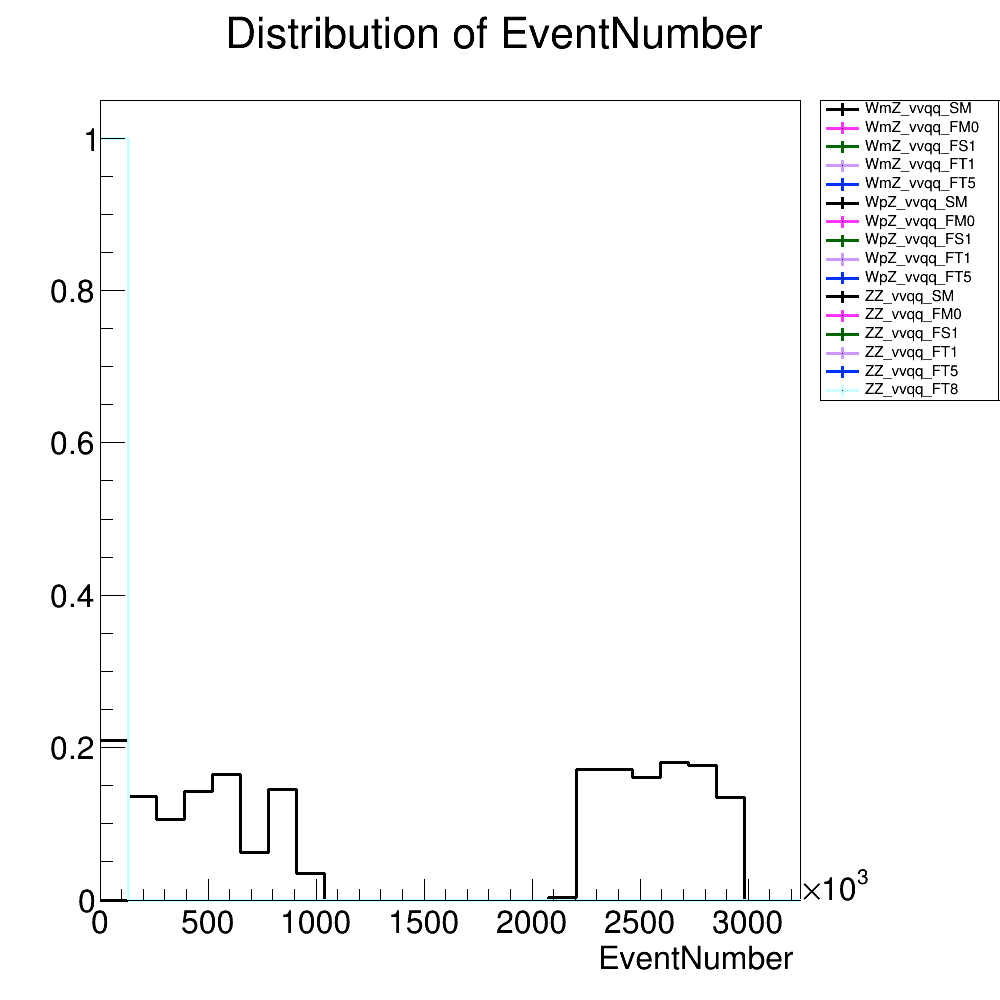 Distribution of EventNumber
WmZ_vvqq_SM
WmZ_vvqq_FM0
WmZ_vvqq_FS1
WmZ_vvqq_FT1
WmZ_vvqq_FT5
WpZ_vvqq_SM
WpZ_vvqq_FM0
WpZ_vvqq_FS1
WpZ_vvqq_FT1
WpZ_vvqq_FT5
ZZ_vvqq_SM
ZZ_vvqq_FM0
ZZ_vvqq_FS1
ZZ_vvqq_FT1
ZZ_vvqq_FT5
ZZ_vvqq_FT8
1
0.8
0.6
0.4
0.2
0
0 500 1000 1500 2000 2500 3000
×10³
EventNumber